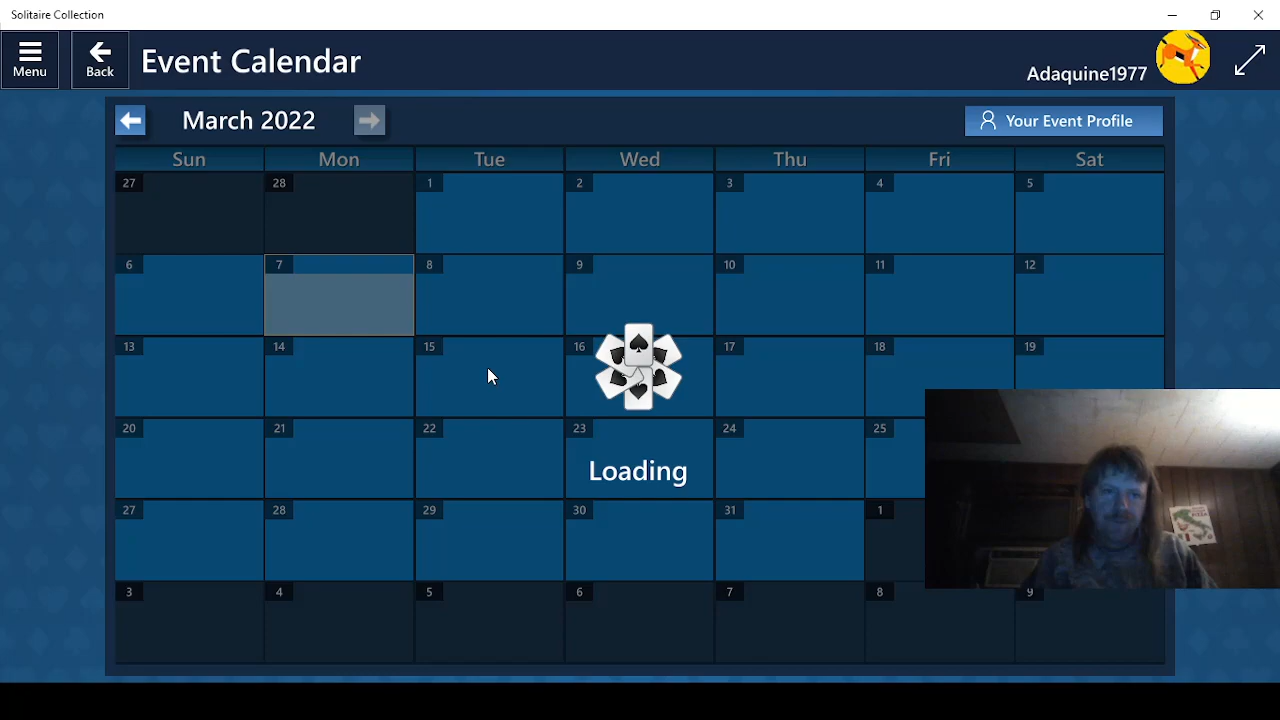 Solitaire Collection
Menu
Back
Event Calendar
Adaquine1977
March 2022
Your Event Profile
Sun Mon Tue Wed Thu Fri Sat
27 28 1 2 3 4 5
6 7 8 9 10 11 12
13 14 15 16 17 18 19
20 21 22 23 24 25
Loading
27 28 29 30 31 1
3 4 5 6 7 8 9